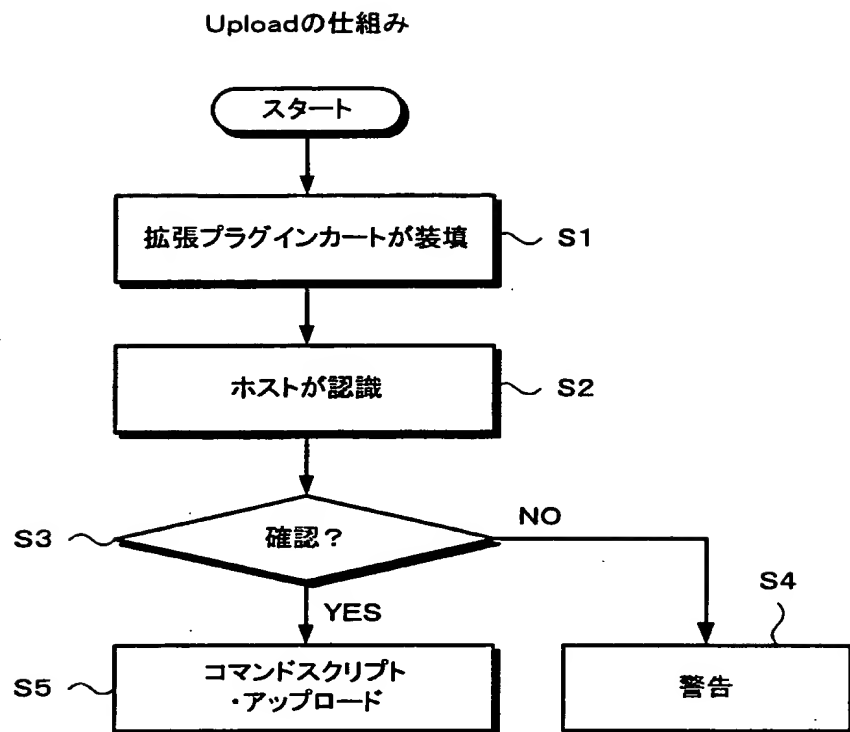 Uploadの仕組み
スタート
拡張プラグインカートが装填
S1
ホストが認識
S2
S3
確認？
NO
YES
S4
S5
コマンドスクリプト
・アップロード
警告